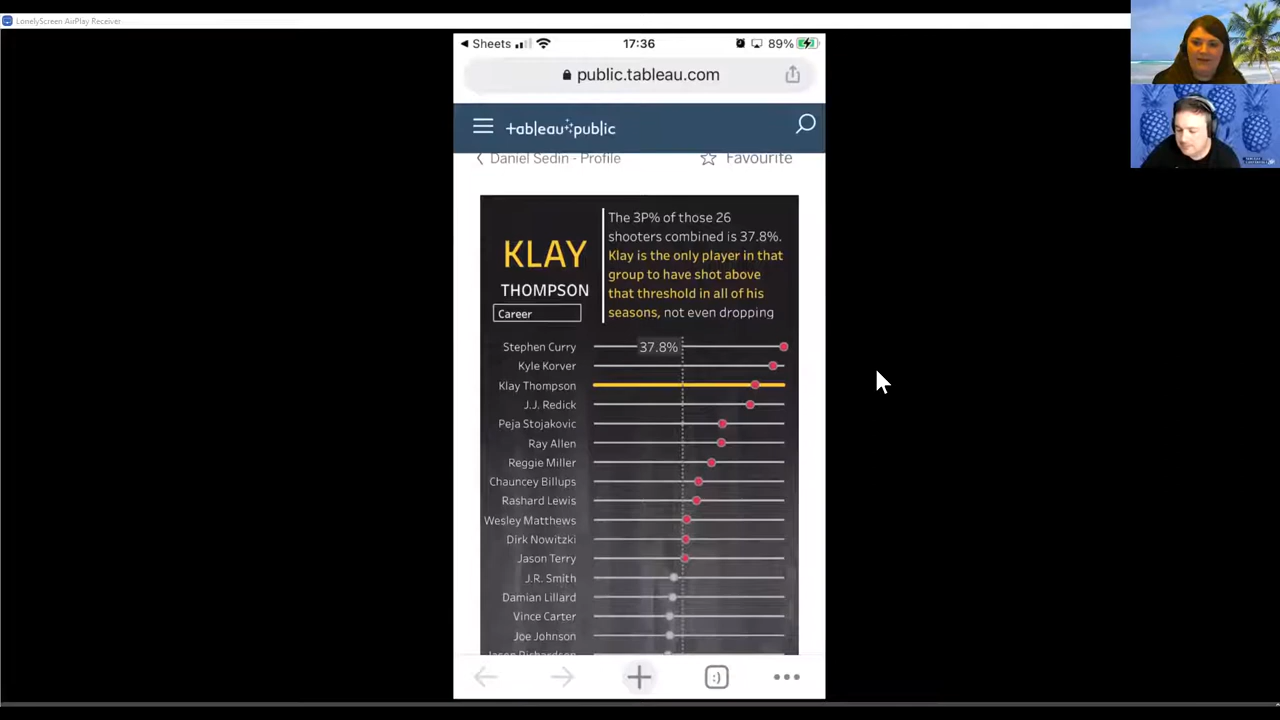 LonelyScreen AirPlay Receiver
Sheets
17:36
89%
public.tableau.com
+ableau public
Daniel Sedin - Profile
Favourite
KLAY
THOMPSON
Career
The 3P% of those 26
shooters combined is 37.8%.
Klay is the only player in that
group to have shot above
that threshold in all of his
seasons, not even dropping
Stephen Curry
37.8%
Kyle Korver
Klay Thompson
J.J. Redick
Peja Stojakovic
Ray Allen
Reggie Miller
Chauncey Billups
Rashard Lewis
Wesley Matthews
Dirk Nowitzki
Jason Terry
J.R. Smith
Damian Lillard
Vince Carter
Joe Johnson
Jason Richardson
:)